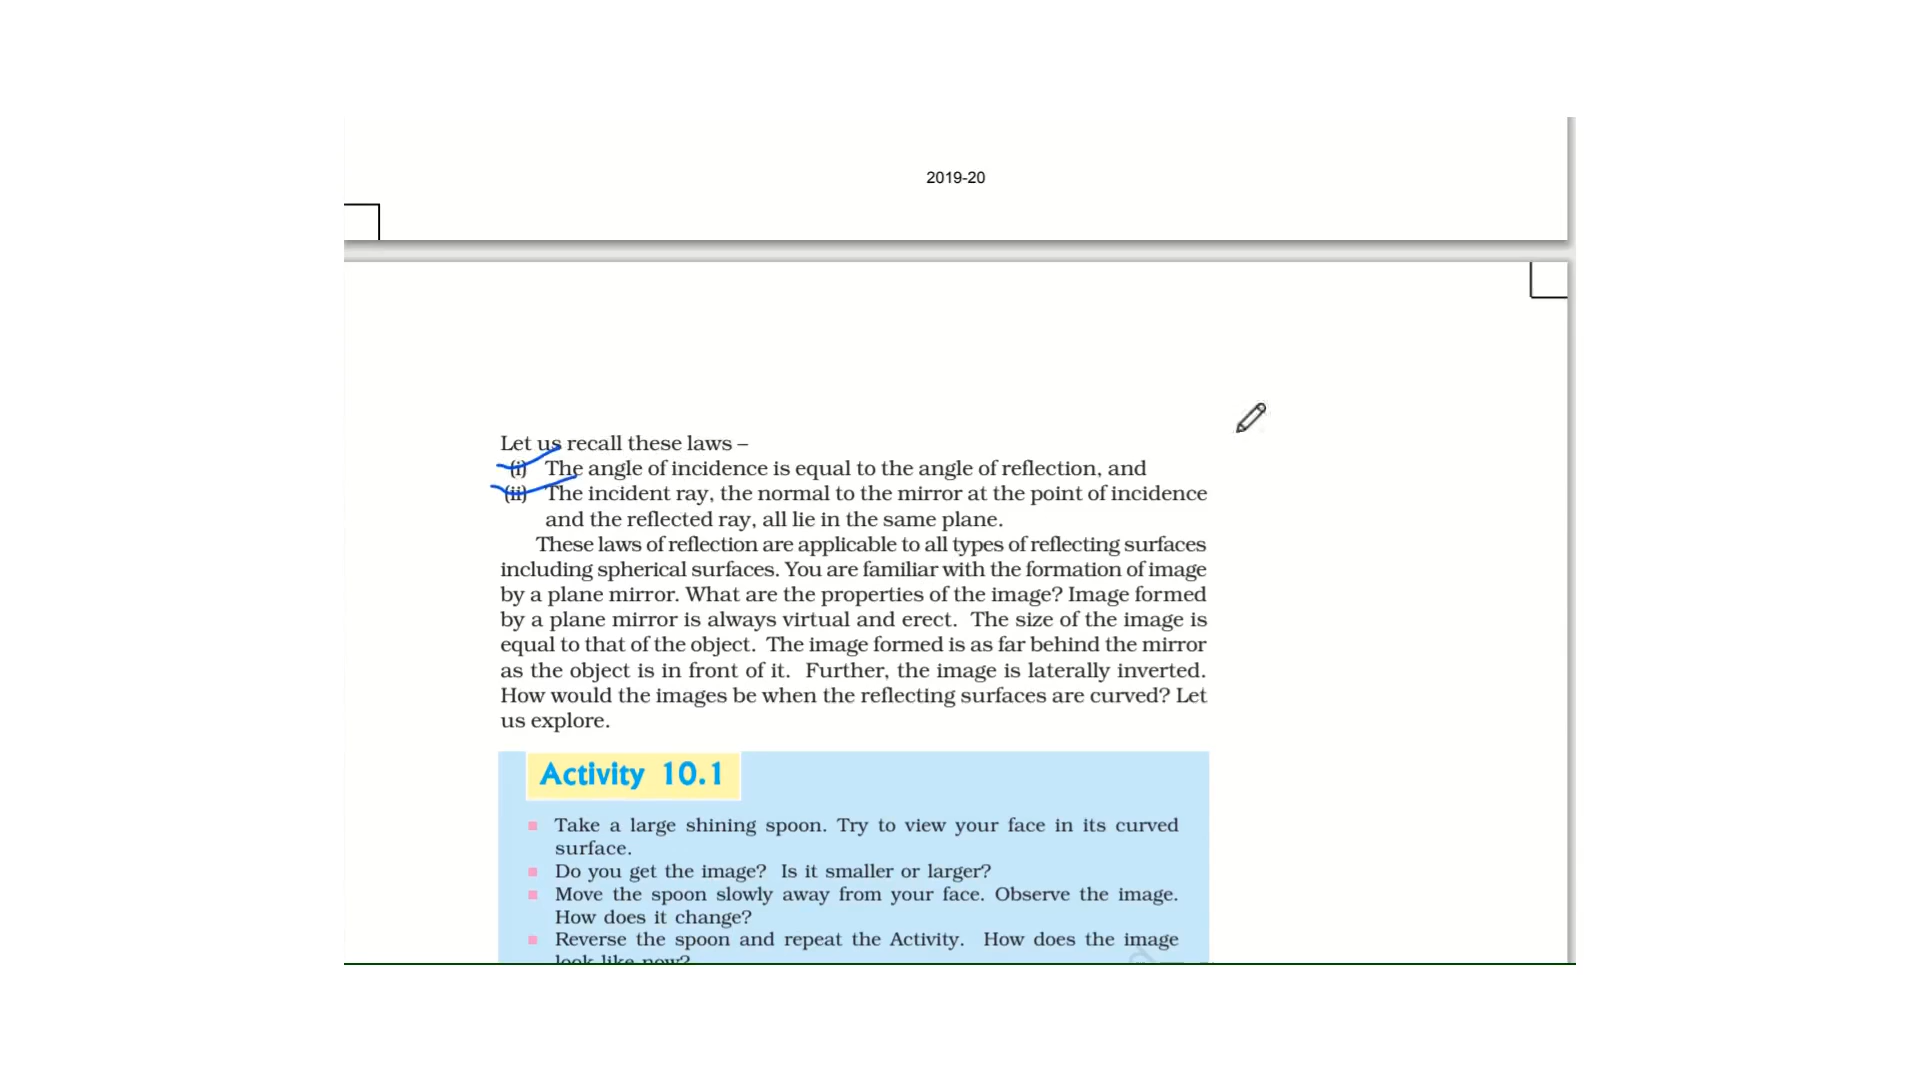 2019-20
Let us recall these laws –
(i) The angle of incidence is equal to the angle of reflection, and
(ii) The incident ray, the normal to the mirror at the point of incidence
and the reflected ray, all lie in the same plane.
These laws of reflection are applicable to all types of reflecting surfaces
including spherical surfaces. You are familiar with the formation of image
by a plane mirror. What are the properties of the image? Image formed
by a plane mirror is always virtual and erect. The size of the image is
equal to that of the object. The image formed is as far behind the mirror
as the object is in front of it. Further, the image is laterally inverted.
How would the images be when the reflecting surfaces are curved? Let
us explore.
Activity 10.1
Take a large shining spoon. Try to view your face in its curved
surface.
Do you get the image? Is it smaller or larger?
Move the spoon slowly away from your face. Observe the image.
How does it change?
Reverse the spoon and repeat the Activity. How does the image
look like now?